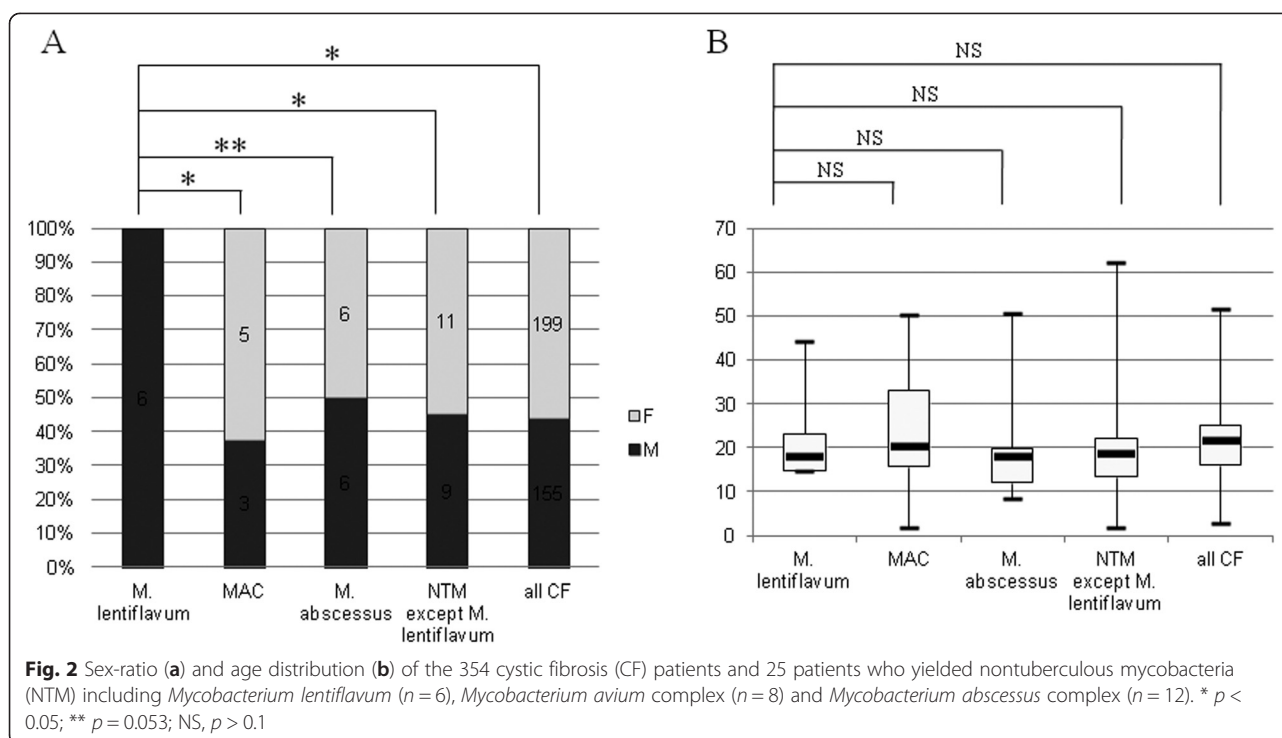 A
B
*
*
**
*
NS
NS
NS
NS
100%
90%
80%
70%
60%
50%
40%
30%
20%
10%
0%
6
5
3
6
6
11
9
199
155
F
M
M. lentiflavum
MAC
M. abscessus
NTM except M. lentiflavum
all CF
70
60
50
40
30
20
10
0
M. lentiflavum
MAC
M. abscessus
NTM except M. lentiflavum
all CF
Fig. 2 Sex-ratio (a) and age distribution (b) of the 354 cystic fibrosis (CF) patients and 25 patients who yielded nontuberculous mycobacteria
(NTM) including Mycobacterium lentiflavum (n = 6), Mycobacterium avium complex (n = 8) and Mycobacterium abscessus complex (n = 12). * p <
0.05; ** p = 0.053; NS, p > 0.1